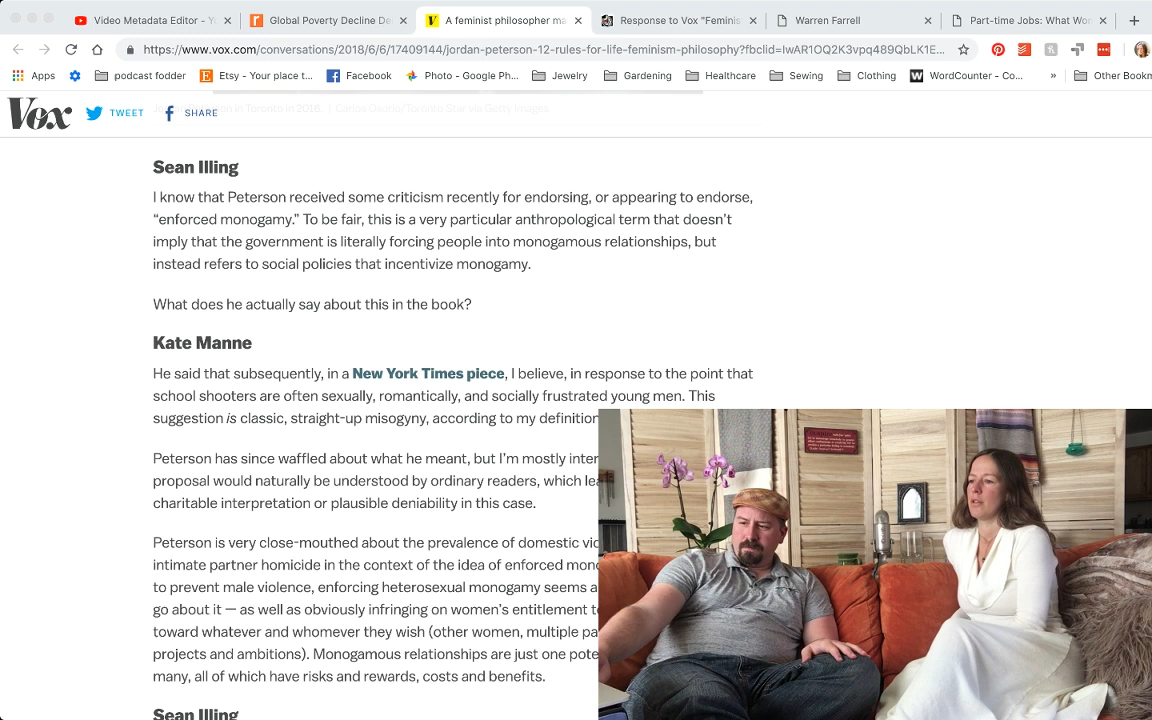 Video Metadata Editor - Y
Global Poverty Decline De
A feminist philosopher ma
Response to Vox "Feminis
Warren Farrell
Part-time Jobs: What Wo
https://www.vox.com/conversations/2018/6/6/17409144/jordan-peterson-12-rules-for-life-feminism-philosophy?fbclid=IwAR1OQ2K3vpq489QbLK1E...
Apps
podcast fodder
Etsy - Your place t...
Facebook
Photo - Google Ph...
Jewelry
Gardening
Healthcare
Sewing
Clothing
WordCounter - Co...
»
Other Bookm
Vox
TWEET
SHARE
in Toronto in 2016. | Carlos Osorio/Toronto Star via Getty Images.
Sean Illing
I know that Peterson received some criticism recently for endorsing, or appearing to endorse,
“enforced monogamy.” To be fair, this is a very particular anthropological term that doesn’t
imply that the government is literally forcing people into monogamous relationships, but
instead refers to social policies that incentivize monogamy.
What does he actually say about this in the book?
Kate Manne
He said that subsequently, in a New York Times piece, I believe, in response to the point that
school shooters are often sexually, romantically, and socially frustrated young men. This
suggestion is classic, straight-up misogyny, according to my definition
Peterson has since waffled about what he meant, but I’m mostly inter
proposal would naturally be understood by ordinary readers, which lea
charitable interpretation or plausible deniability in this case.
Peterson is very close-mouthed about the prevalence of domestic vio
intimate partner homicide in the context of the idea of enforced mono
to prevent male violence, enforcing heterosexual monogamy seems a
go about it — as well as obviously infringing on women’s entitlement to
toward whatever and whomever they wish (other women, multiple pa
projects and ambitions). Monogamous relationships are just one pote
many, all of which have risks and rewards, costs and benefits.
Sean Illing